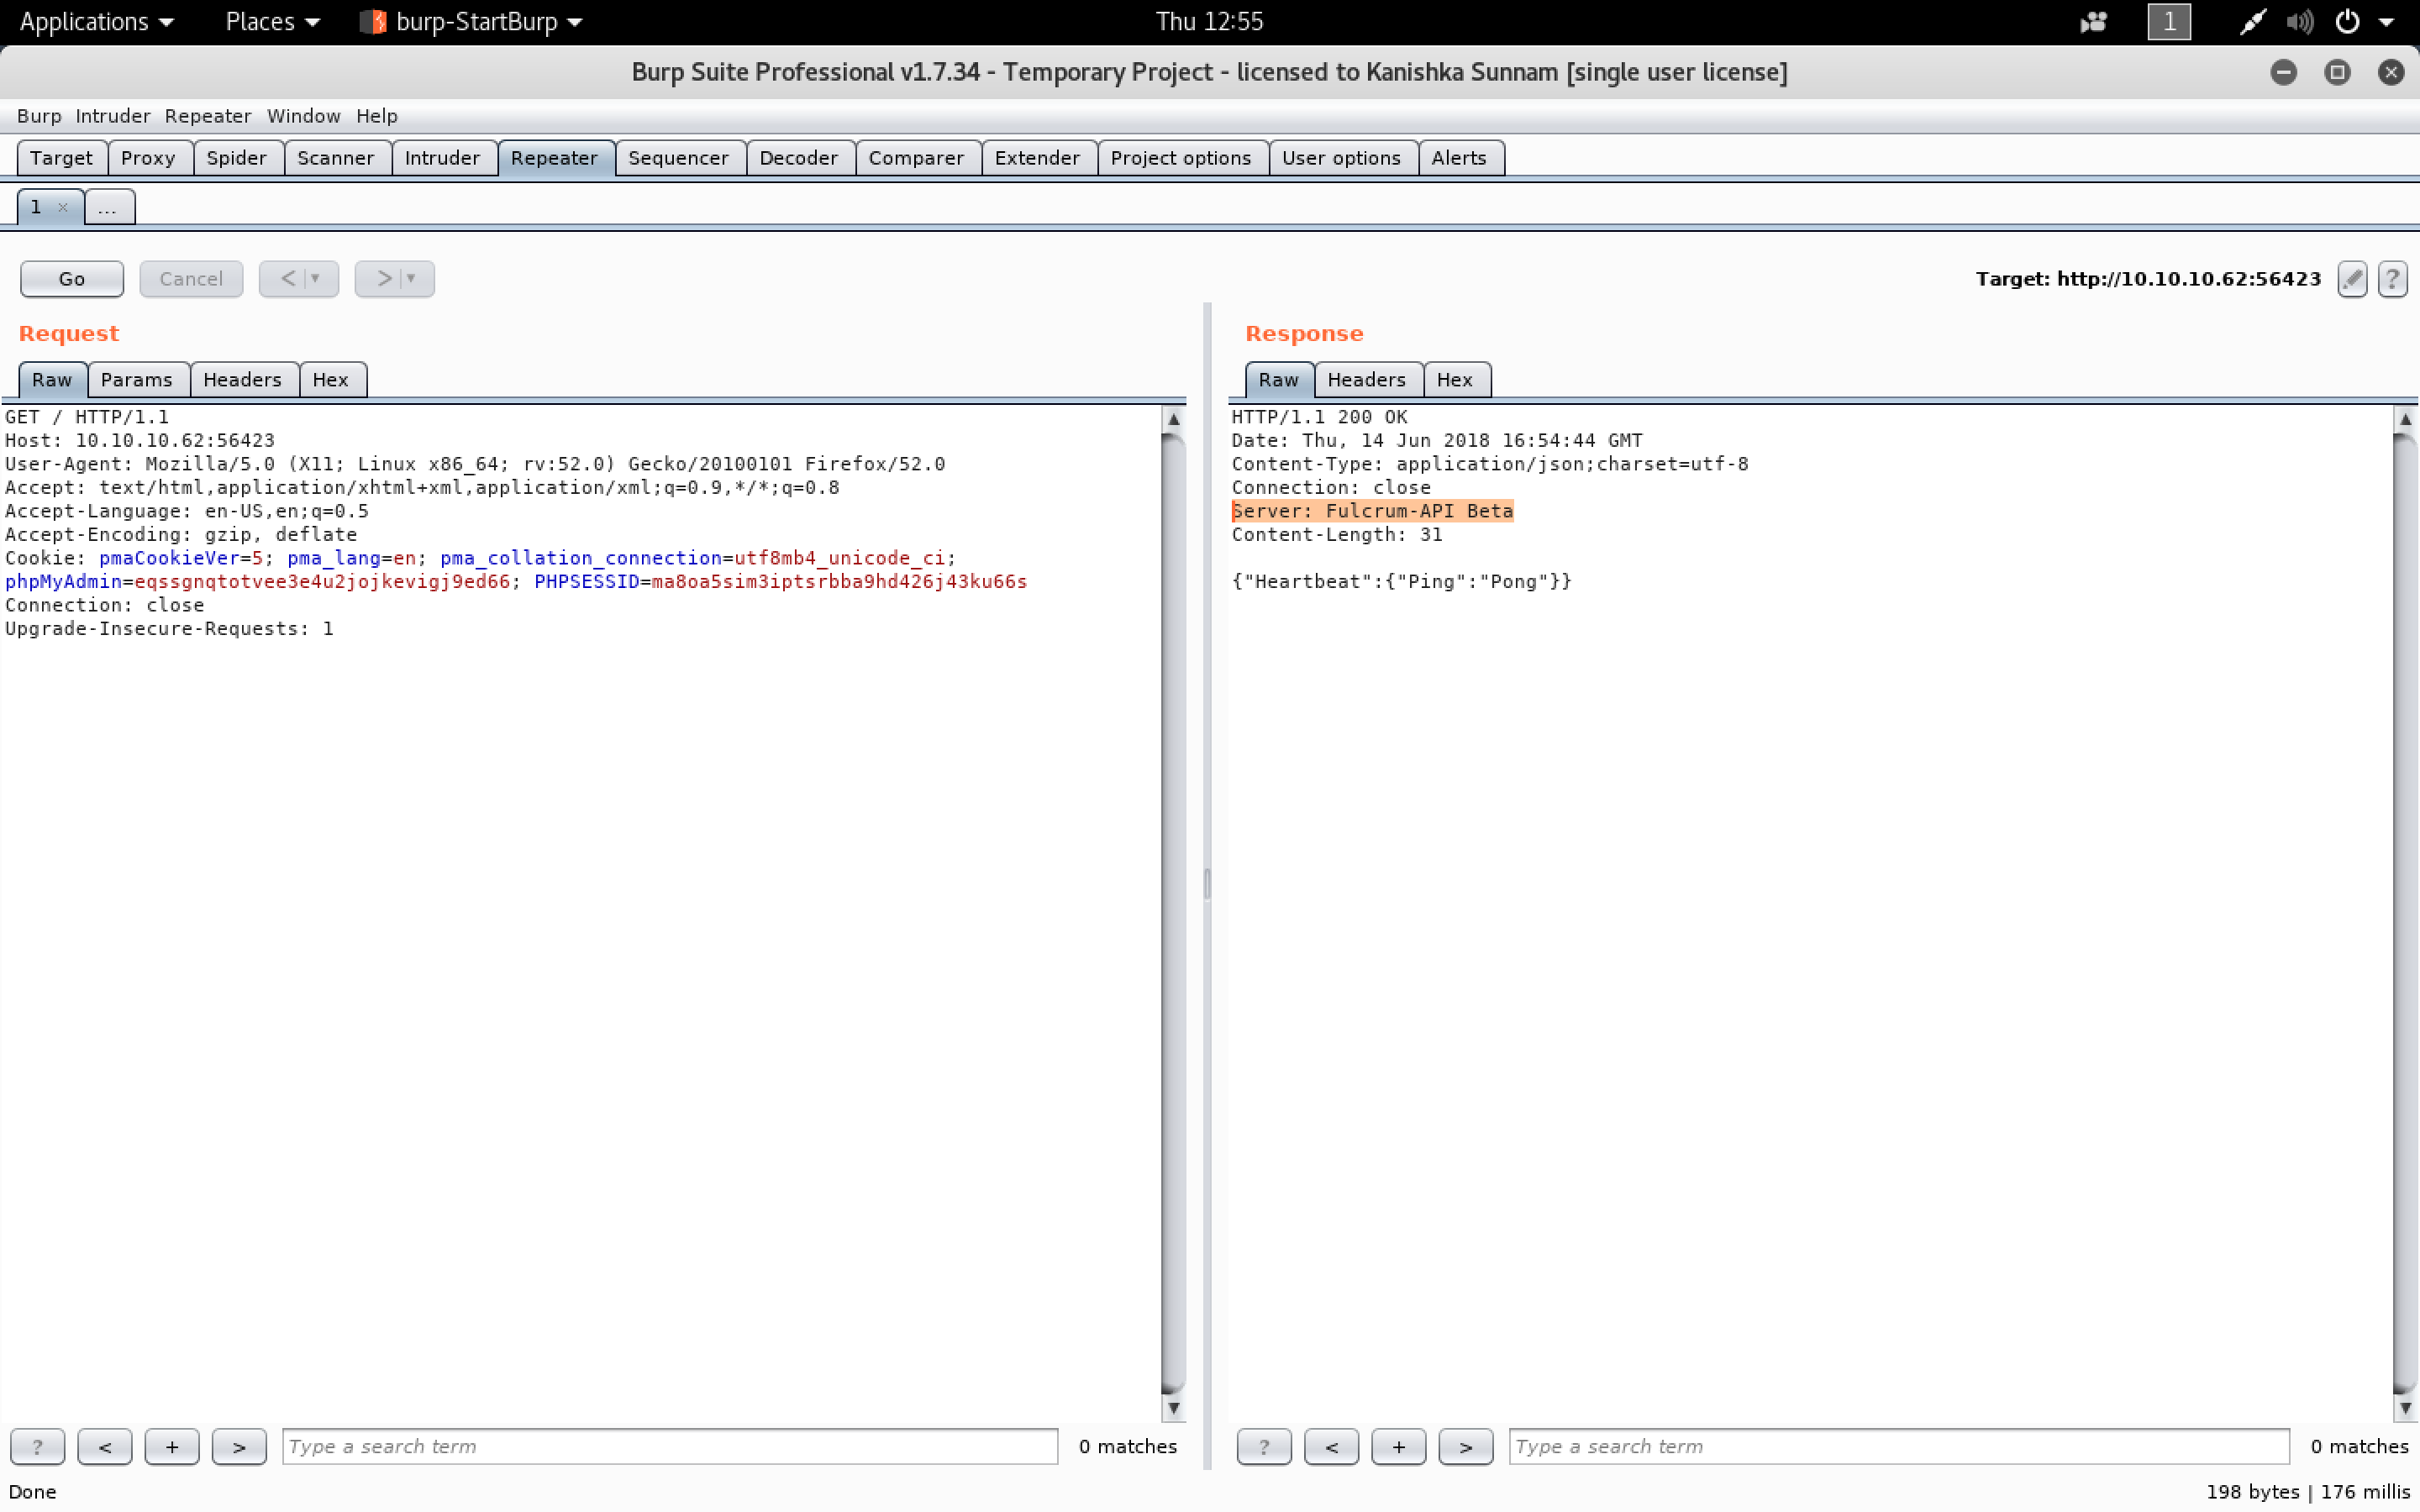 Applications Places burp-StartBurp Thu 12:55 1
Burp Suite Professional v1.7.34 - Temporary Project - licensed to Kanishka Sunnam [single user license]
Burp Intruder Repeater Window Help
Target Proxy Spider Scanner Intruder Repeater Sequencer Decoder Comparer Extender Project options User options Alerts
1 × ...
Go Cancel < > Target: http://10.10.10.62:56423 ?
Request
Raw Params Headers Hex
GET / HTTP/1.1
Host: 10.10.10.62:56423
User-Agent: Mozilla/5.0 (X11; Linux x86_64; rv:52.0) Gecko/20100101 Firefox/52.0
Accept: text/html,application/xhtml+xml,application/xml;q=0.9,*/*;q=0.8
Accept-Language: en-US,en;q=0.5
Accept-Encoding: gzip, deflate
Cookie: pmaCookieVer=5; pma_lang=en; pma_collation_connection=utf8mb4_unicode_ci;
phpMyAdmin=eqssgnqtotvee3e4u2jojkevigj9ed66; PHPSESSID=ma8oa5sim3iptsrbba9hd426j43ku66s
Connection: close
Upgrade-Insecure-Requests: 1
? < + > Type a search term 0 matches
Response
Raw Headers Hex
HTTP/1.1 200 OK
Date: Thu, 14 Jun 2018 16:54:44 GMT
Content-Type: application/json;charset=utf-8
Connection: close
Server: Fulcrum-API Beta
Content-Length: 31
{"Heartbeat":{"Ping":"Pong"}}
? < + > Type a search term 0 matches
Done 198 bytes | 176 millis